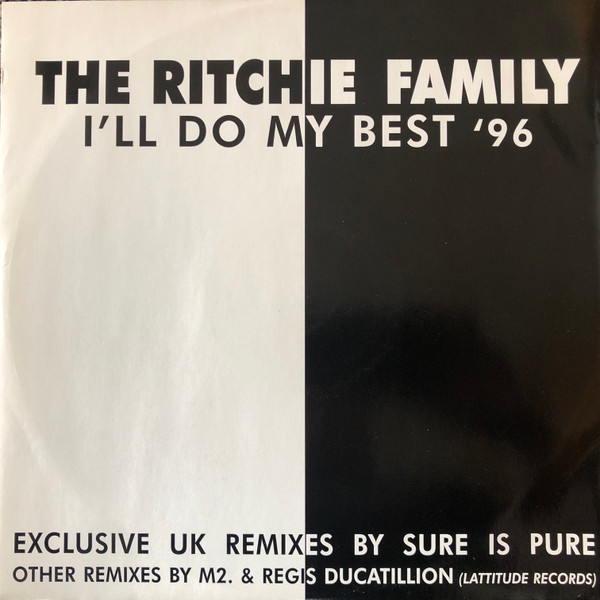 THE RITCHIE FAMILY
I'LL DO MY BEST '96
EXCLUSIVE UK REMIXES BY SURE IS PURE
OTHER REMIXES BY M2. & REGIS DUCATILLION (LATTITUDE RECORDS)